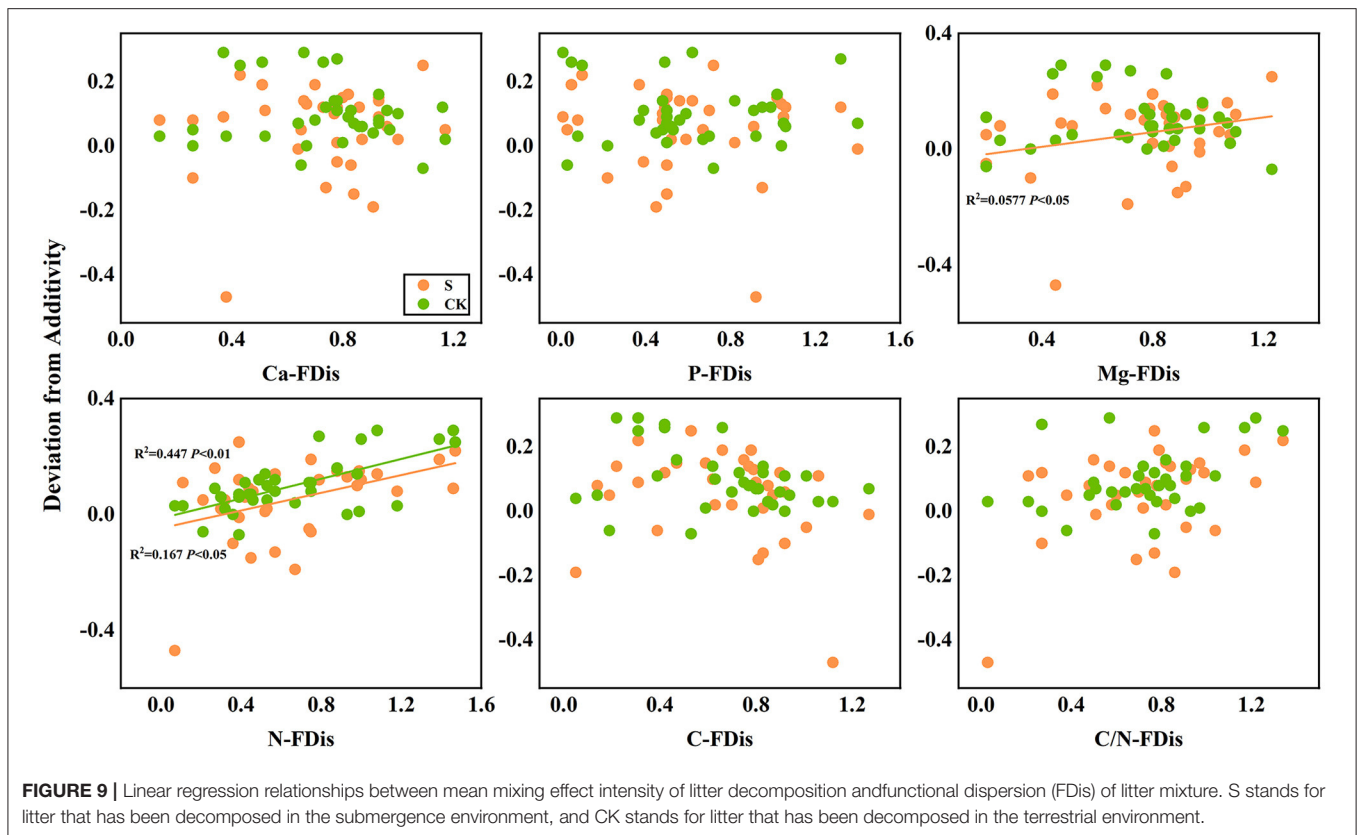 0.2
0.0
-0.2
-0.4
0.0 0.4 0.8 1.2
Ca-FDis
S
CK
0.0 0.4 0.8 1.2 1.6
P-FDis
0.4
0.0
-0.4
0.4 0.8 1.2
Mg-FDis
R²=0.0577 P<0.05
Deviation from Additivity
0.4
0.0
-0.4
R²=0.447 P<0.01
R²=0.167 P<0.05
0.0 0.4 0.8 1.2 1.6
N-FDis
0.2
0.0
-0.2
-0.4
0.0 0.4 0.8 1.2
C-FDis
0.2
0.0
-0.2
-0.4
0.0 0.4 0.8 1.2
C/N-FDis
FIGURE 9 | Linear regression relationships between mean mixing effect intensity of litter decomposition andfunctional dispersion (FDis) of litter mixture. S stands for
litter that has been decomposed in the submergence environment, and CK stands for litter that has been decomposed in the terrestrial environment.